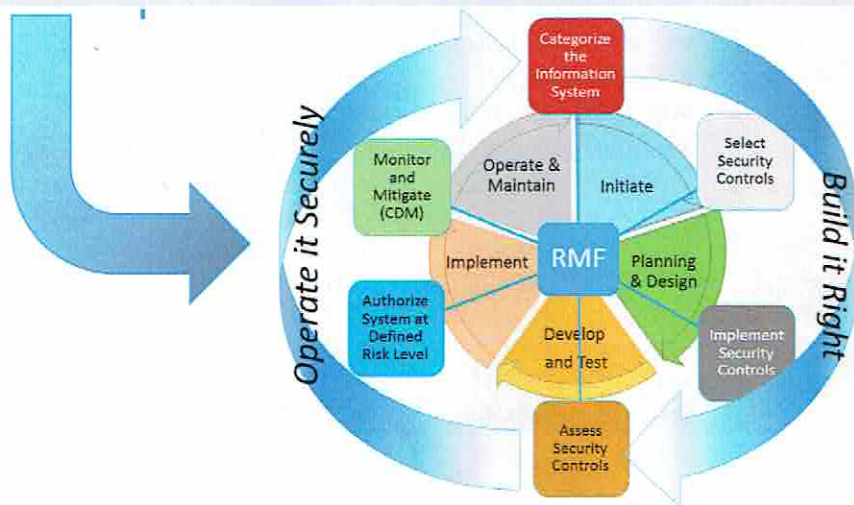 Categorize
the
Information
System
Select
Security
Controls
Monitor
and
Mitigate
(CDM)
Operate &
Maintain
Initiate
Operate it Securely
Build it Right
RMF
Implement
Planning
& Design
Authorize
System at
Defined
Risk Level
Develop
and Test
Implement
Security
Controls
Assess
Security
Controls